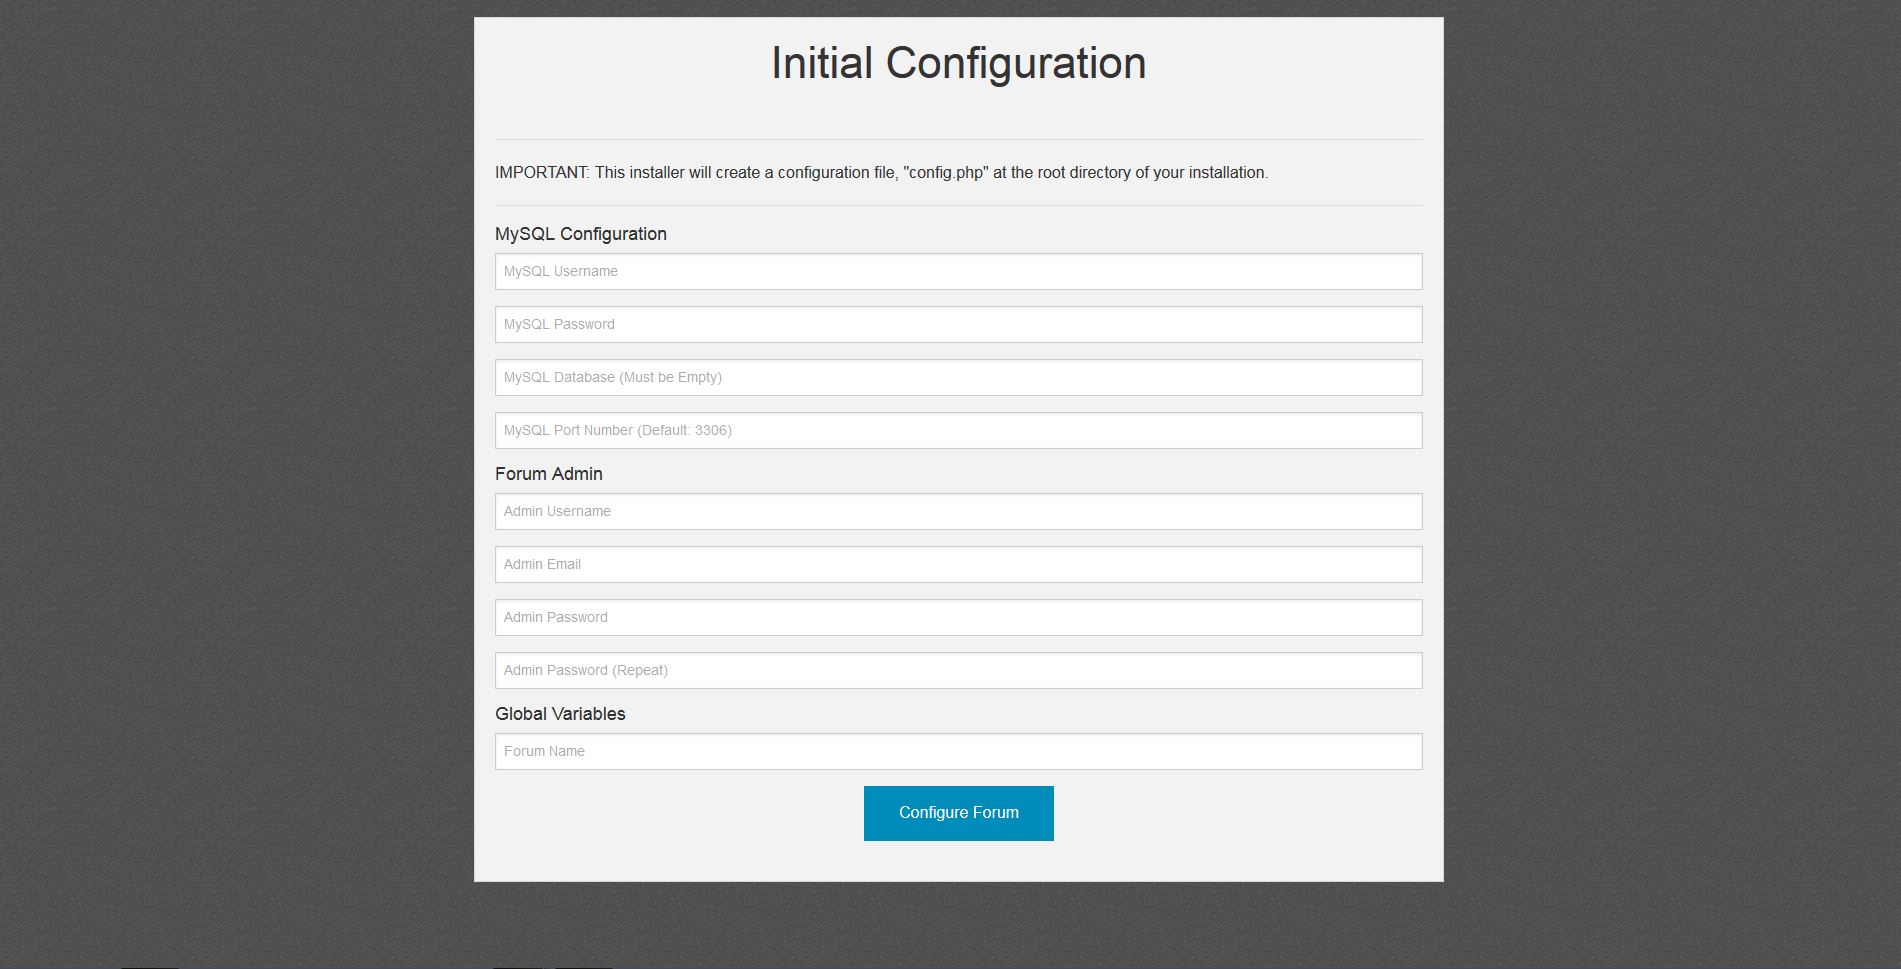 Initial Configuration
IMPORTANT: This installer will create a configuration file, "config.php" at the root directory of your installation.
MySQL Configuration
MySQL Username
MySQL Password
MySQL Database (Must be Empty)
MySQL Port Number (Default: 3306)
Forum Admin
Admin Username
Admin Email
Admin Password
Admin Password (Repeat)
Global Variables
Forum Name
Configure Forum